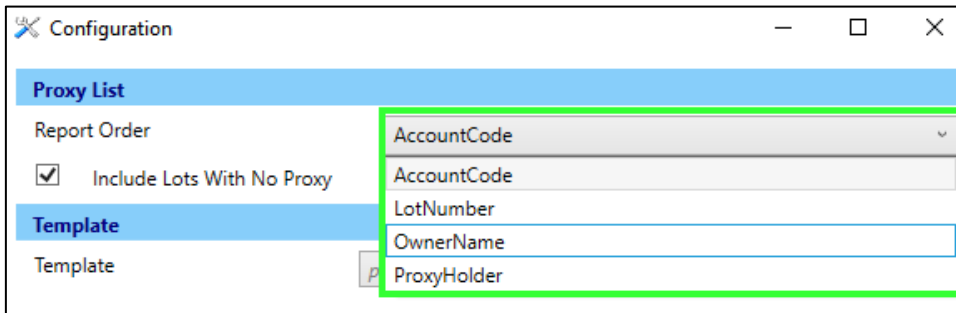 Configuration
Proxy List
Report Order
AccountCode
Include Lots With No Proxy
AccountCode
LotNumber
Template
OwnerName
Template
ProxyHolder